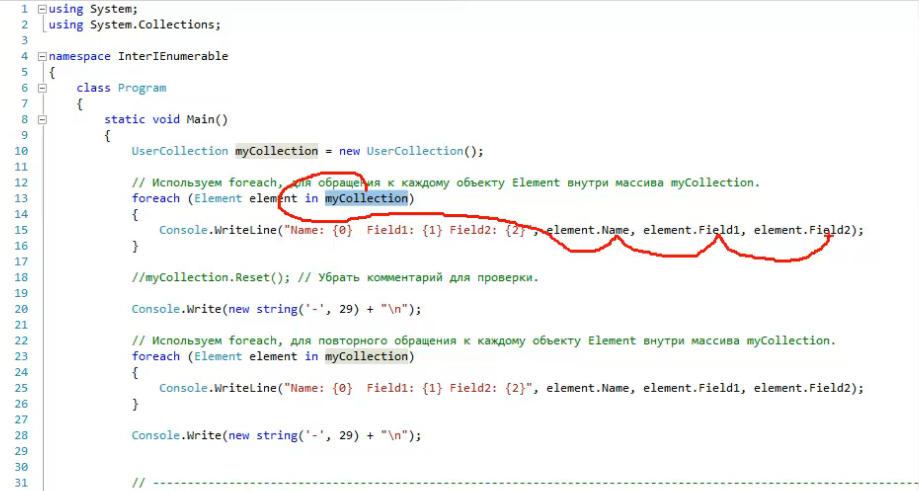 1 using System;
2 using System.Collections;
3
4 namespace InterIEnumerable
5 {
6 class Program
7 {
8 static void Main()
9 {
10 UserCollection myCollection = new UserCollection();
11
12 // Используем foreach, для обращения к каждому объекту Element внутри массива myCollection.
13 foreach (Element element in myCollection)
14 {
15 Console.WriteLine("Name: {0}  Field1: {1} Field2: {2}", element.Name, element.Field1, element.Field2);
16 }
17
18 //myCollection.Reset(); // Убрать комментарий для проверки.
19
20 Console.Write(new string('-', 29) + "\n");
21
22 // Используем foreach, для повторного обращения к каждому объекту Element внутри массива myCollection.
23 foreach (Element element in myCollection)
24 {
25 Console.WriteLine("Name: {0}  Field1: {1} Field2: {2}", element.Name, element.Field1, element.Field2);
26 }
27
28 Console.Write(new string('-', 29) + "\n");
29
30
31 // --------------------------------------------------------------------------------------------------------------